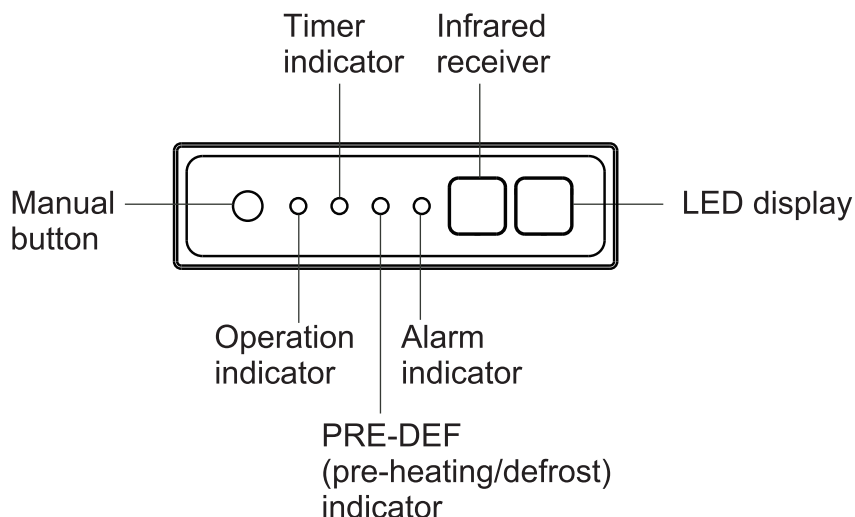 Timer
indicator
Infrared
receiver
Manual
button
LED display
Operation
indicator
Alarm
indicator
PRE-DEF
(pre-heating/defrost)
indicator